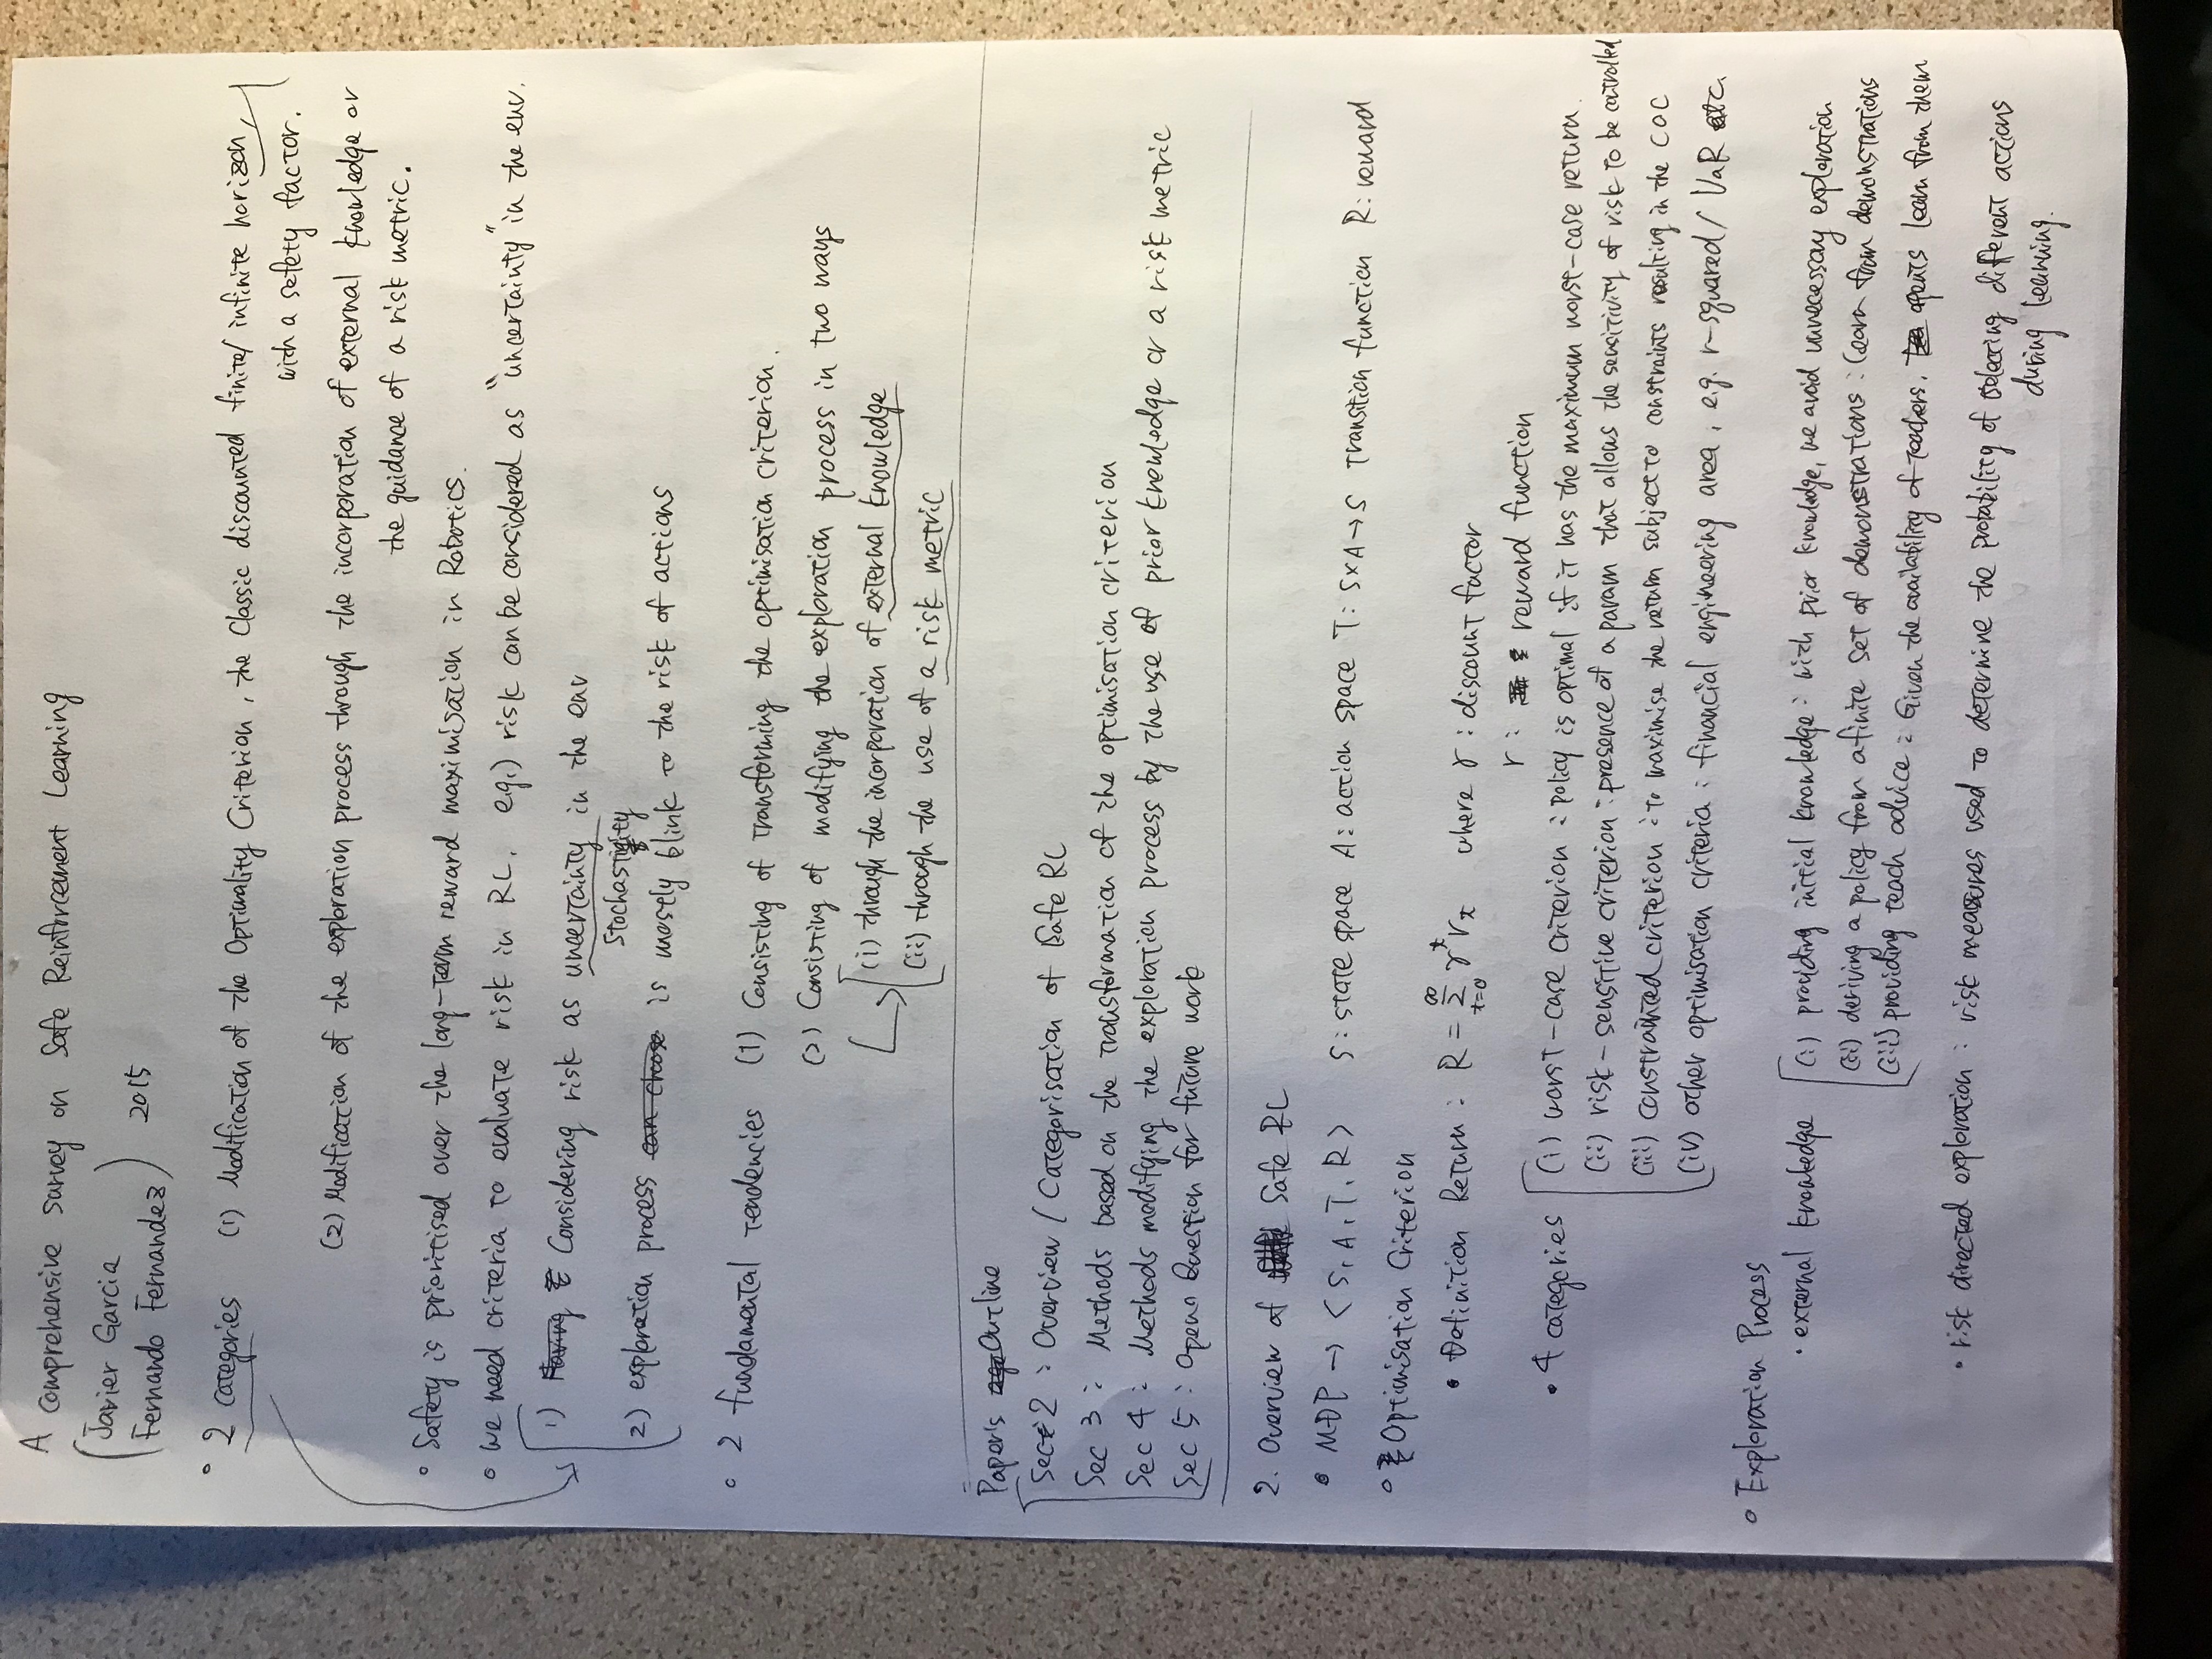 A Comprehensive Survey on Safe Reinforcement Learning
(Javier Garcia
Fernando Fernandez) 2015
• 2 categories (1) Modification of the Optimality Criterion, the Classic discounted finite/infinite horizon,
with a safety factor.
(2) Modification of the exploration process through the incorporation of external knowledge or
the guidance of a risk metric.
• Safety is prioritised over the long-term reward maximisation in Robotics.
• we need criteria to evaluate risk in RL, e.g.) risk can be considered as "uncertainty" in the env.
1) Having Considering risk as uncertainty in the env
Stochasticity
2) exploration process can choose is mostly blink to the risk of actions
• 2 fundamental tendencies (1) Consisting of transforming the optimisation criterion.
(2) Consisting of modifying the exploration process in two ways
(i) through the incorporation of external knowledge
(ii) through the use of a risk metric
Paper's Outline
Sec 2 : Overview / Categorisation of Safe RL
Sec 3 : Methods based on the transformation of the optimisation criterion
Sec 4 : Methods modifying the exploration process by the use of prior knowledge or a risk metric
Sec 5 : Open Question for future work
2. Overview of Safe RL
• MDP → <S, A, T, R> S: state space A: action space T: S×A→S transition function R: reward
• Optimisation Criterion
• Definition Return : R = Σ_{t=0}^{∞} γ^t r_t where γ : discount factor
r : reward function
• 4 categories (i) worst-case criterion : policy is optimal if it has the maximum worst-case return.
(ii) risk-sensitive criterion : presence of a param that allows the sensitivity of risk to be controlled
(iii) constrained criterion : to maximise the return subject to constraints resulting in the COC
(iv) other optimisation criteria : financial engineering area, e.g. r-squared / VaR etc.
• Exploration Process
• external knowledge (i) providing initial knowledge : with prior knowledge, we avoid unnecessary exploration
(ii) deriving a policy from a finite set of demonstrations : learn from demonstrations
(iii) providing teach advice : Given the availability of teachers, agents learn from them
• risk directed exploration : risk measures used to determine the probability of selecting different actions
during learning.